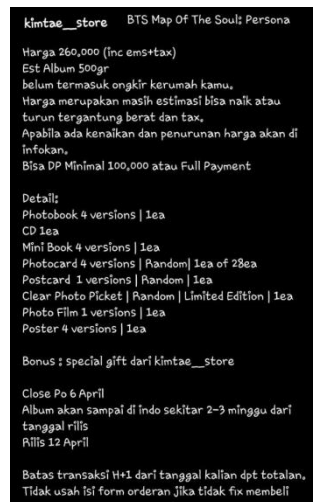 kimtae__store BTS Map Of The Soul: Persona
Harga 260,000 (inc ems+tax)
Est Album 500gr
belum termasuk ongkir kerumah kamu.
Harga merupakan masih estimasi bisa naik atau
turun tergantung berat dan tax.
Apabila ada kenaikan dan penurunan harga akan di
infokan.
Bisa DP Minimal 100,000 atau Full Payment
Detail:
Photobook 4 versions | 1ea
CD 1ea
Mini Book 4 versions | 1ea
Photocard 4 versions | Random| 1ea of 28ea
Postcard 1 versions | Random | 1ea
Clear Photo Picket | Random | Limited Edition | 1ea
Photo Film 1 versions | 1ea
Poster 4 versions | 1ea
Bonus : special gift dari kimtae__store
Close Po 6 April
Album akan sampai di indo sekitar 2-3 minggu dari
tanggal rilis
Rilis 12 April
Batas transaksi H+1 dari tanggal kalian dpt totalan.
Tidak usah isi form orderan jika tidak fix membeli